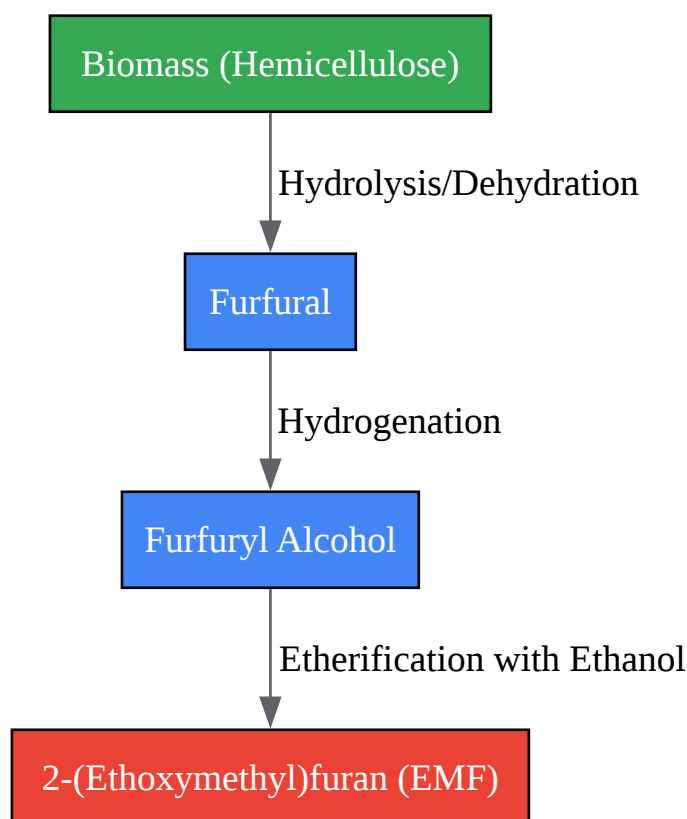 Biomass (Hemicellulose)
Hydrolysis/Dehydration
Furfural
Hydrogenation
Furfuryl Alcohol
Etherification with Ethanol
2-(Ethoxymethyl)furan (EMF)